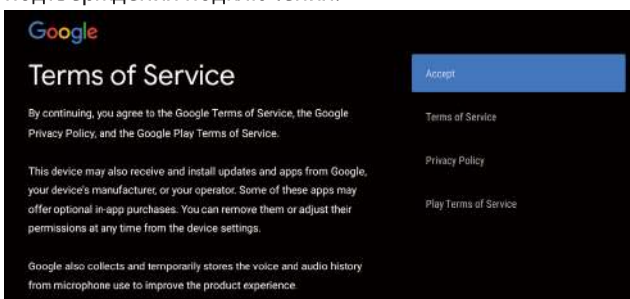 Google
Terms of Service
By continuing, you agree to the Google Terms of Service, the Google
Privacy Policy, and the Google Play Terms of Service.
This device may also receive and install updates and apps from Google,
your device's manufacturer, or your operator. Some of these apps may
offer optional in-app purchases. You can remove them or adjust their
permissions at any time from the device settings.
Google also collects and temporarily stores the voice and audio history
from microphone use to improve the product experience.
Accept
Terms of Service
Privacy Policy
Play Terms of Service